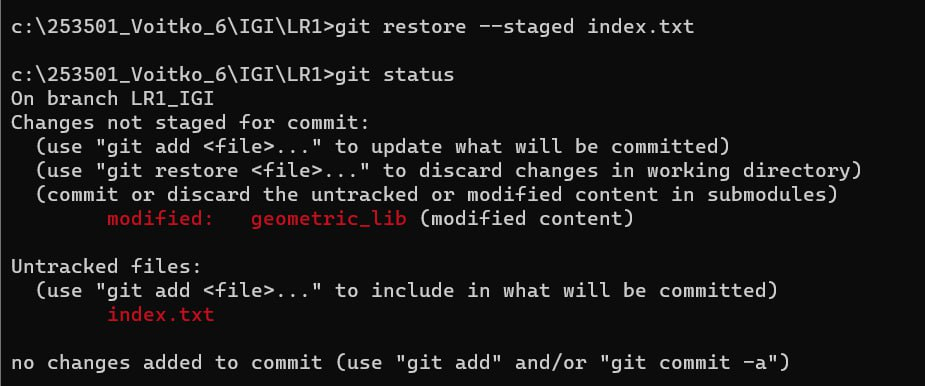 c:\253501_Voitko_6\IGI\LR1>git restore --staged index.txt
c:\253501_Voitko_6\IGI\LR1>git status
On branch LR1_IGI
Changes not staged for commit:
  (use "git add <file>..." to update what will be committed)
  (use "git restore <file>..." to discard changes in working directory)
  (commit or discard the untracked or modified content in submodules)
        modified:   geometric_lib (modified content)
Untracked files:
  (use "git add <file>..." to include in what will be committed)
        index.txt
no changes added to commit (use "git add" and/or "git commit -a")